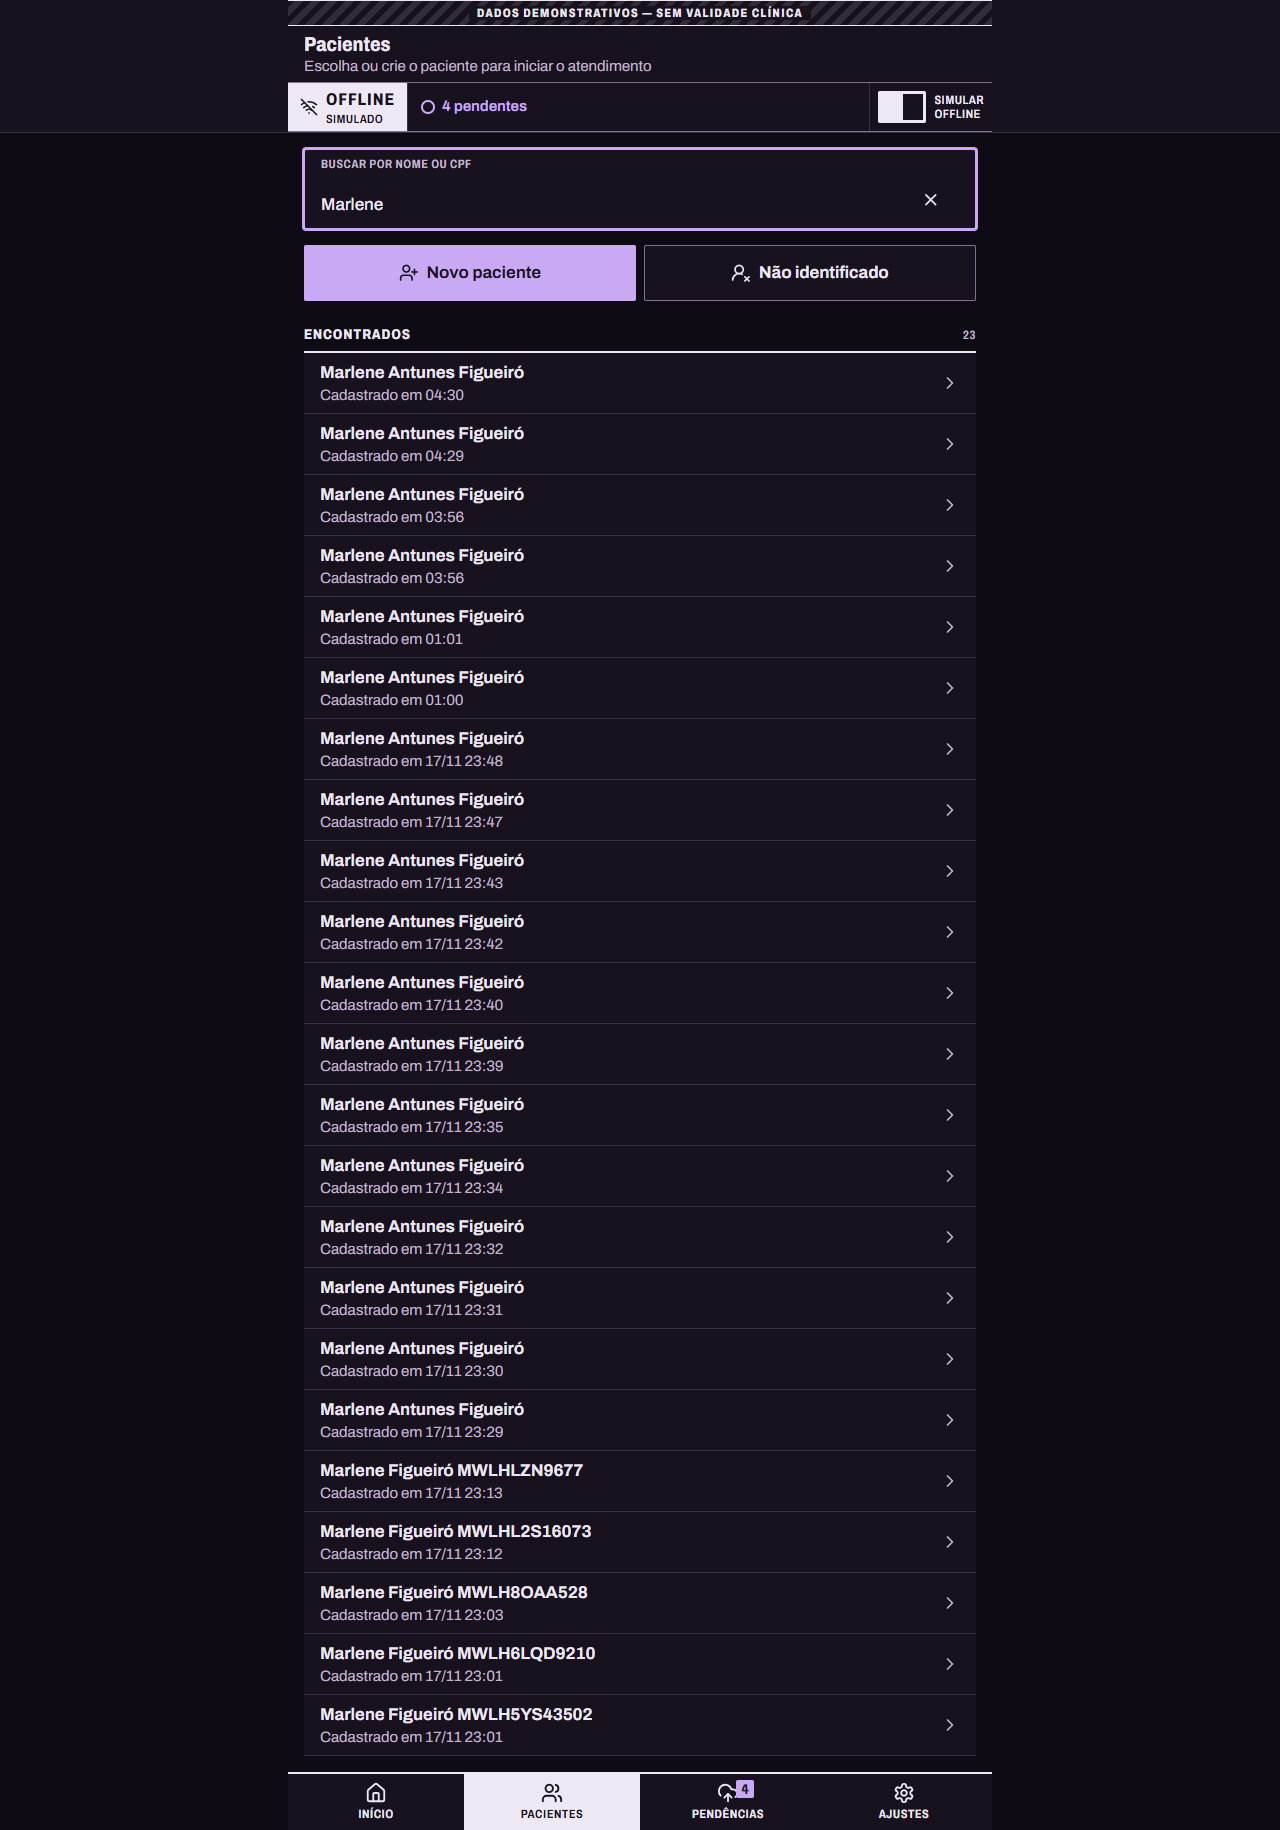 DADOS DEMONSTRATIVOS — SEM VALIDADE CLÍNICA
Pacientes
Escolha ou crie o paciente para iniciar o atendimento
OFFLINE
SIMULADO
4 pendentes
SIMULAR
OFFLINE
BUSCAR POR NOME OU CPF
Marlene
Novo paciente
Não identificado
ENCONTRADOS
23
Marlene Antunes Figueiró
Cadastrado em 04:30
Marlene Antunes Figueiró
Cadastrado em 04:29
Marlene Antunes Figueiró
Cadastrado em 03:56
Marlene Antunes Figueiró
Cadastrado em 03:56
Marlene Antunes Figueiró
Cadastrado em 01:01
Marlene Antunes Figueiró
Cadastrado em 01:00
Marlene Antunes Figueiró
Cadastrado em 17/11 23:48
Marlene Antunes Figueiró
Cadastrado em 17/11 23:47
Marlene Antunes Figueiró
Cadastrado em 17/11 23:43
Marlene Antunes Figueiró
Cadastrado em 17/11 23:42
Marlene Antunes Figueiró
Cadastrado em 17/11 23:40
Marlene Antunes Figueiró
Cadastrado em 17/11 23:39
Marlene Antunes Figueiró
Cadastrado em 17/11 23:35
Marlene Antunes Figueiró
Cadastrado em 17/11 23:34
Marlene Antunes Figueiró
Cadastrado em 17/11 23:32
Marlene Antunes Figueiró
Cadastrado em 17/11 23:31
Marlene Antunes Figueiró
Cadastrado em 17/11 23:30
Marlene Antunes Figueiró
Cadastrado em 17/11 23:29
Marlene Figueiró MWLHLZN9677
Cadastrado em 17/11 23:13
Marlene Figueiró MWLHL2S16073
Cadastrado em 17/11 23:12
Marlene Figueiró MWLH8OAA528
Cadastrado em 17/11 23:03
Marlene Figueiró MWLH6LQD9210
Cadastrado em 17/11 23:01
Marlene Figueiró MWLH5YS43502
Cadastrado em 17/11 23:01
INÍCIO
PACIENTES
4
PENDÊNCIAS
AJUSTES